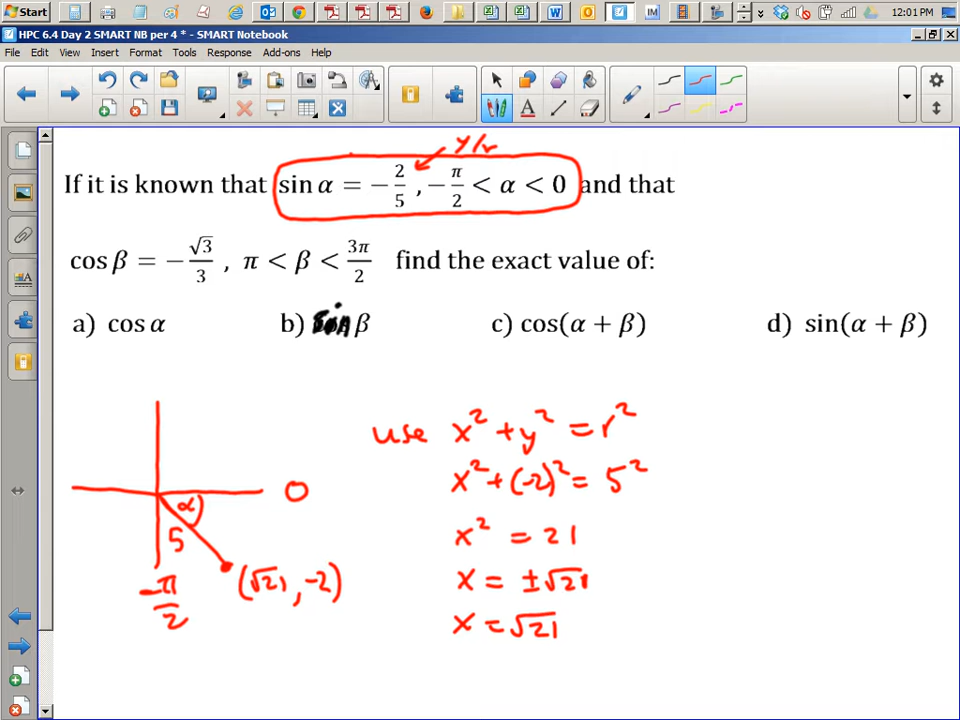 12:01 PM
HPC 6.4 Day 2 SMART NB per 4 * - SMART Notebook
File Edit View Insert Format Tools Response Add-ons Help
y/r
If it is known that sin α = −2/5 , −π/2 < α < 0 and that
cos β = −√3/3 , π < β < 3π/2 find the exact value of:
a) cos α b) sin β c) cos(α + β) d) sin(α + β)
use x² + y² = r²
x² + (-2)² = 5²
x² = 21
x = ±√21
x = √21
0
α
5
(√21, -2)
-π/2